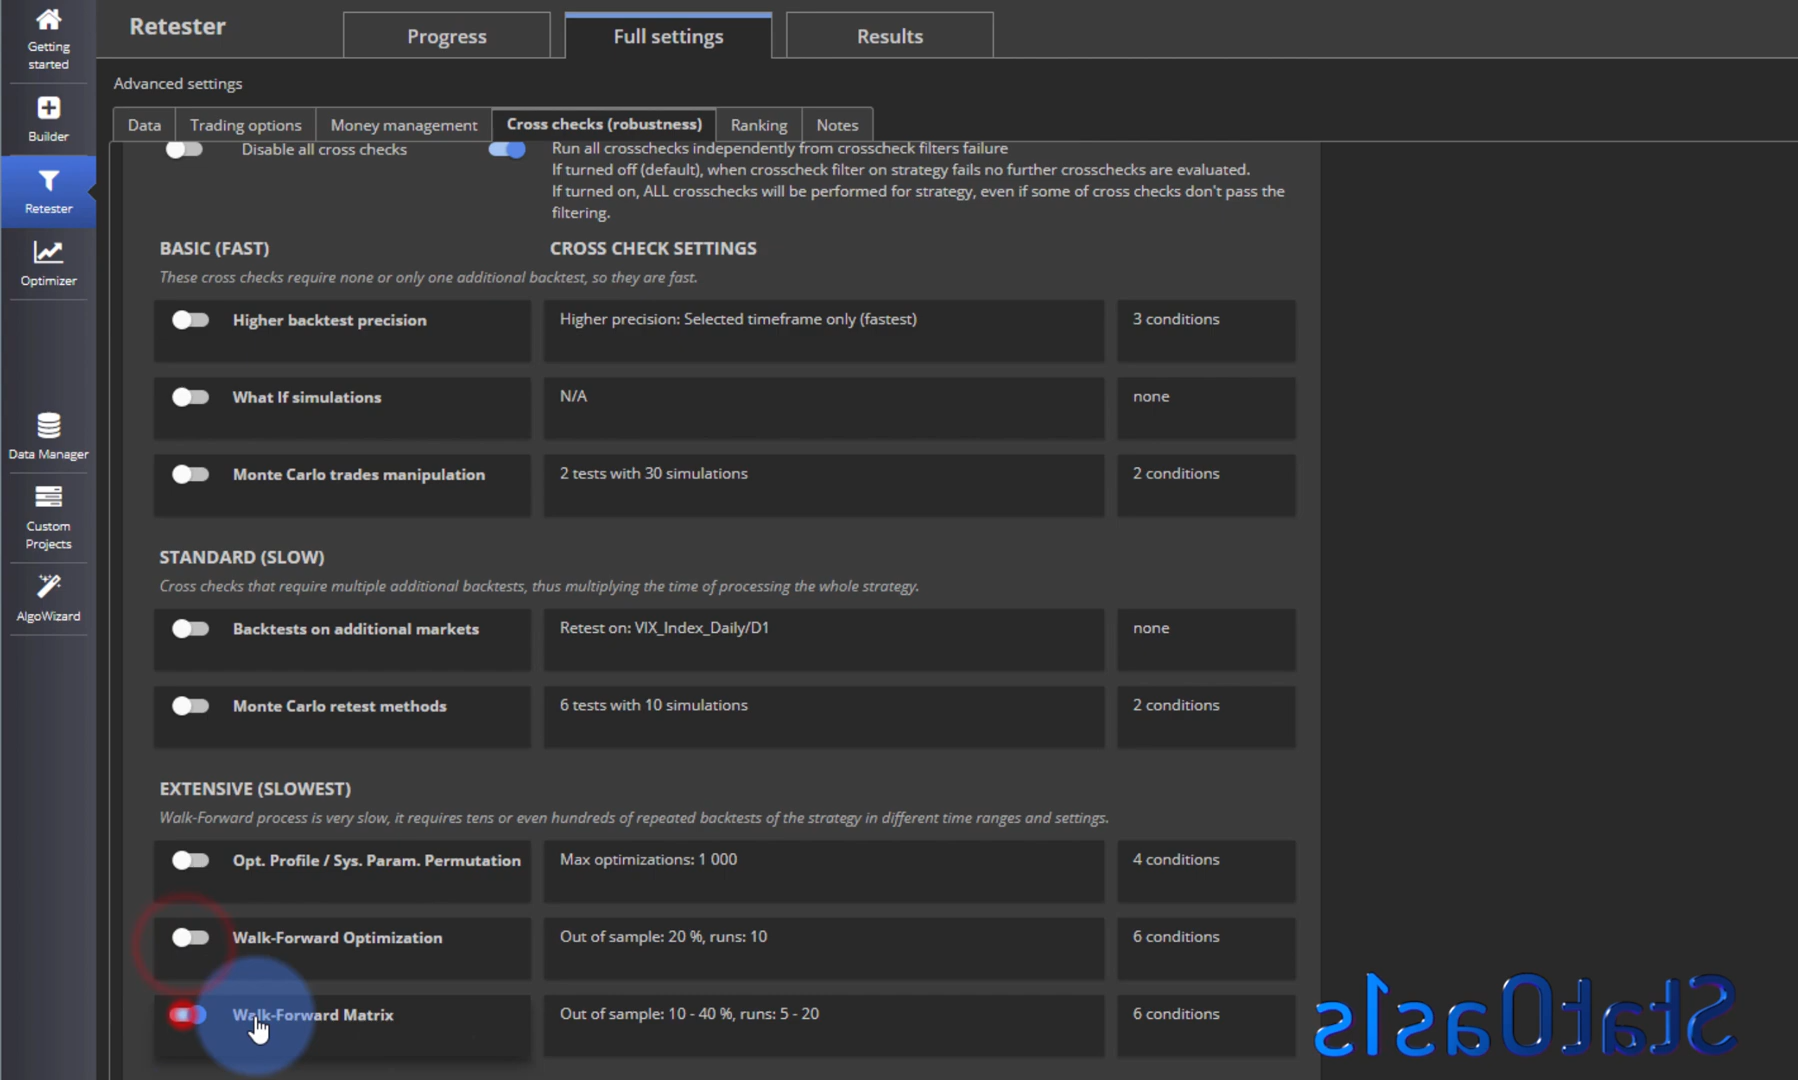 Getting
started
Builder
Retester
Optimizer
Data Manager
Custom
Projects
AlgoWizard
Retester
Progress
Full settings
Results
Advanced settings
Data
Trading options
Money management
Cross checks (robustness)
Ranking
Notes
Disable all cross checks
Run all crosschecks independently from crosscheck filters failure
If turned off (default), when crosscheck filter on strategy fails no further crosschecks are evaluated.
If turned on, ALL crosschecks will be performed for strategy, even if some of cross checks don't pass the
filtering.
BASIC (FAST)
CROSS CHECK SETTINGS
These cross checks require none or only one additional backtest, so they are fast.
Higher backtest precision
Higher precision: Selected timeframe only (fastest)
3 conditions
What If simulations
N/A
none
Monte Carlo trades manipulation
2 tests with 30 simulations
2 conditions
STANDARD (SLOW)
Cross checks that require multiple additional backtests, thus multiplying the time of processing the whole strategy.
Backtests on additional markets
Retest on: VIX_Index_Daily/D1
none
Monte Carlo retest methods
6 tests with 10 simulations
2 conditions
EXTENSIVE (SLOWEST)
Walk-Forward process is very slow, it requires tens or even hundreds of repeated backtests of the strategy in different time ranges and settings.
Opt. Profile / Sys. Param. Permutation
Max optimizations: 1 000
4 conditions
Walk-Forward Optimization
Out of sample: 20 %, runs: 10
6 conditions
Walk-Forward Matrix
Out of sample: 10 - 40 %, runs: 5 - 20
6 conditions
StatOas1s